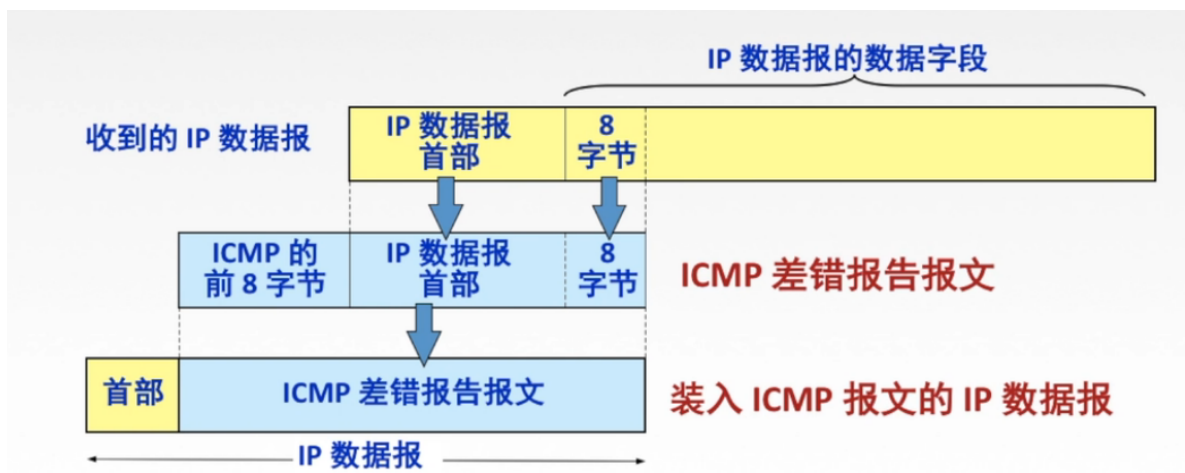 IP 数据报的数据字段
收到的 IP 数据报
IP 数据报
首部
8
字节
ICMP 的
前 8 字节
IP 数据报
首部
8
字节
ICMP 差错报告报文
首部
ICMP 差错报告报文
装入 ICMP 报文的 IP 数据报
IP 数据报